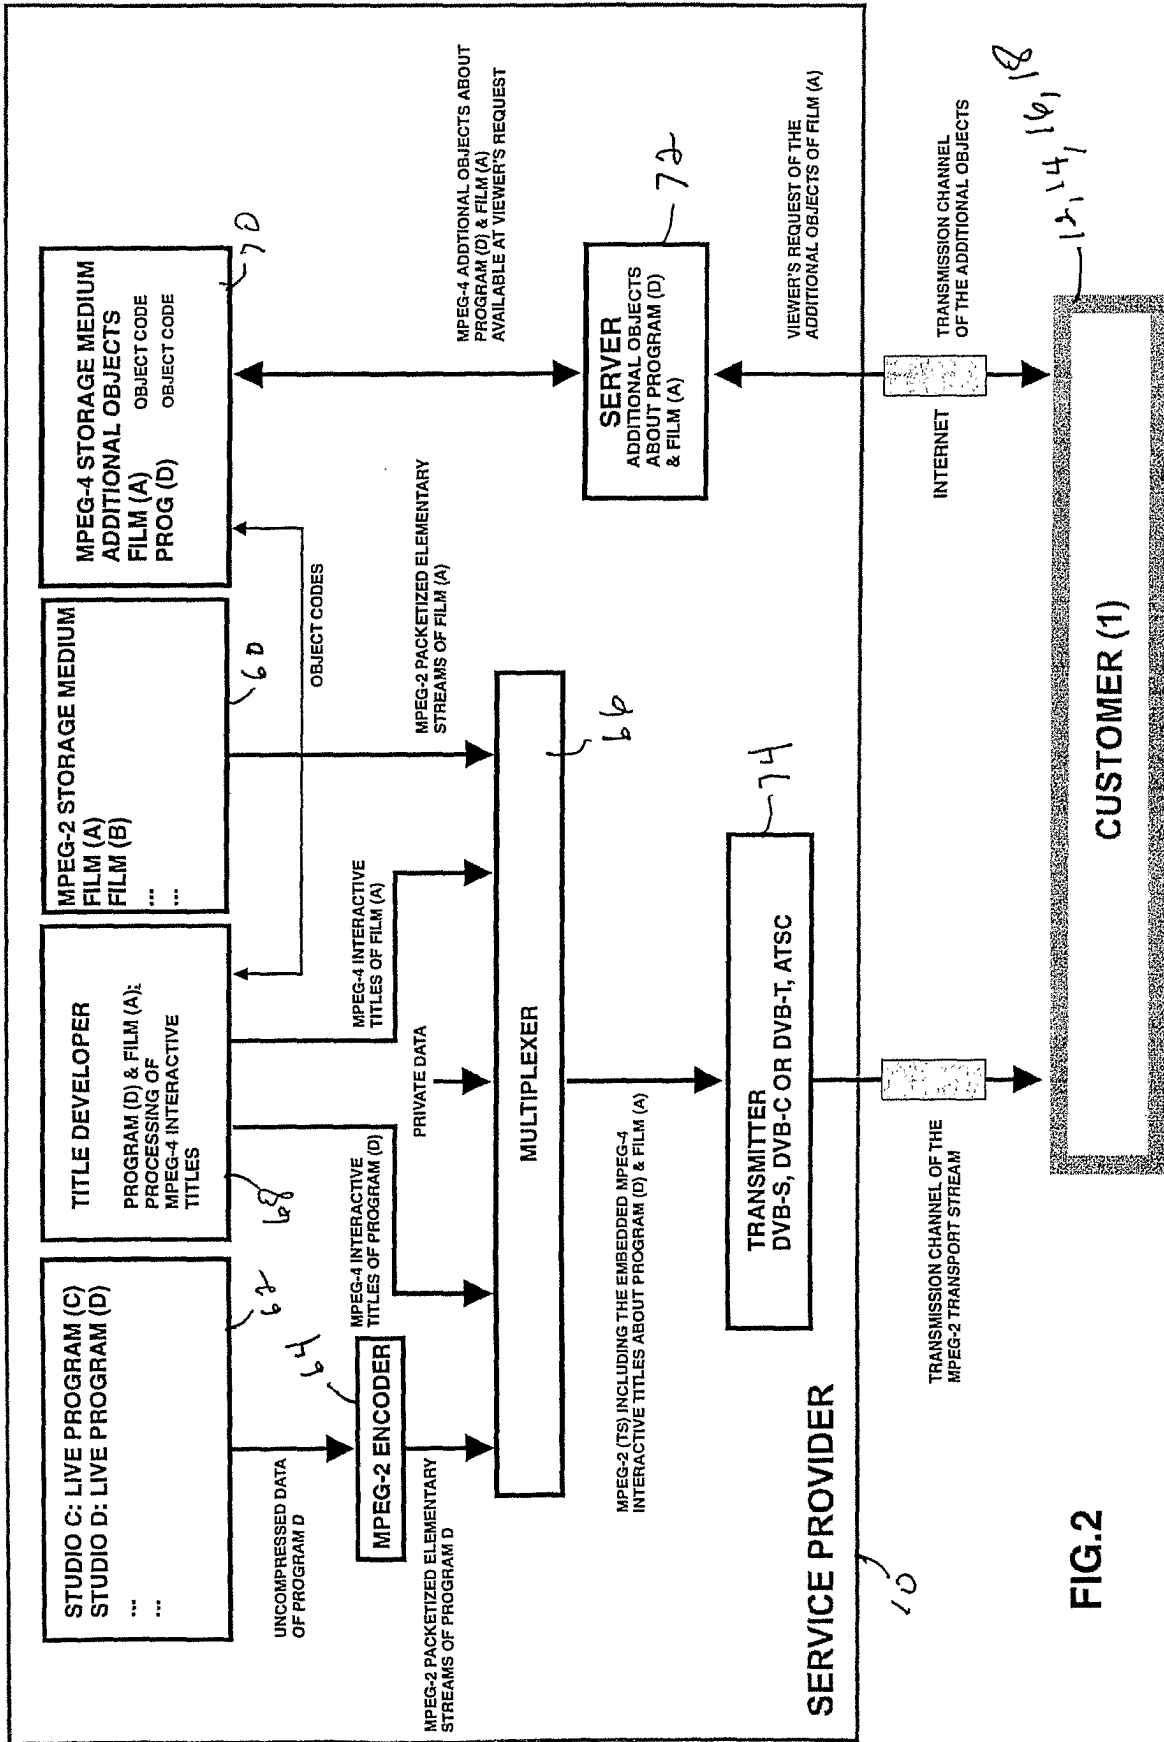 STUDIO C: LIVE PROGRAM (C)
STUDIO D: LIVE PROGRAM (D)
...
...
62
TITLE DEVELOPER
PROGRAM (D) & FILM (A):
PROCESSING OF
MPEG-4 INTERACTIVE
TITLES
68
MPEG-2 STORAGE MEDIUM
FILM (A)
FILM (B)
...
...
60
MPEG-4 STORAGE MEDIUM
ADDITIONAL OBJECTS
FILM (A) OBJECT CODE
PROG (D) OBJECT CODE
70
OBJECT CODES
UNCOMPRESSED DATA
OF PROGRAM D
MPEG-2 ENCODER
64
MPEG-2 PACKETIZED ELEMENTARY
STREAMS OF PROGRAM D
MPEG-4 INTERACTIVE
TITLES OF PROGRAM (D)
PRIVATE DATA
MPEG-4 INTERACTIVE
TITLES OF FILM (A)
MPEG-2 PACKETIZED ELEMENTARY
STREAMS OF FILM (A)
MPEG-4 ADDTIONAL OBJECTS ABOUT
PROGRAM (D) & FILM (A)
AVAILABLE AT VIEWER'S REQUEST
MULTIPLEXER
66
SERVER
ADDITIONAL OBJECTS
ABOUT PROGRAM (D)
& FILM (A)
72
MPEG-2 (TS) INCLUDING THE EMBEDDED MPEG-4
INTERACTIVE TITLES ABOUT PROGRAM (D) & FILM (A)
TRANSMITTER
DVB-S, DVB-C OR DVB-T, ATSC
74
VIEWER'S REQUEST OF THE
ADDITIONAL OBJECTS OF FILM (A)
SERVICE PROVIDER
10
TRANSMISSION CHANNEL OF THE
MPEG-2 TRANSPORT STREAM
INTERNET
TRANSMISSION CHANNEL
OF THE ADDITIONAL OBJECTS
12, 14, 16, 18
CUSTOMER (1)
FIG.2